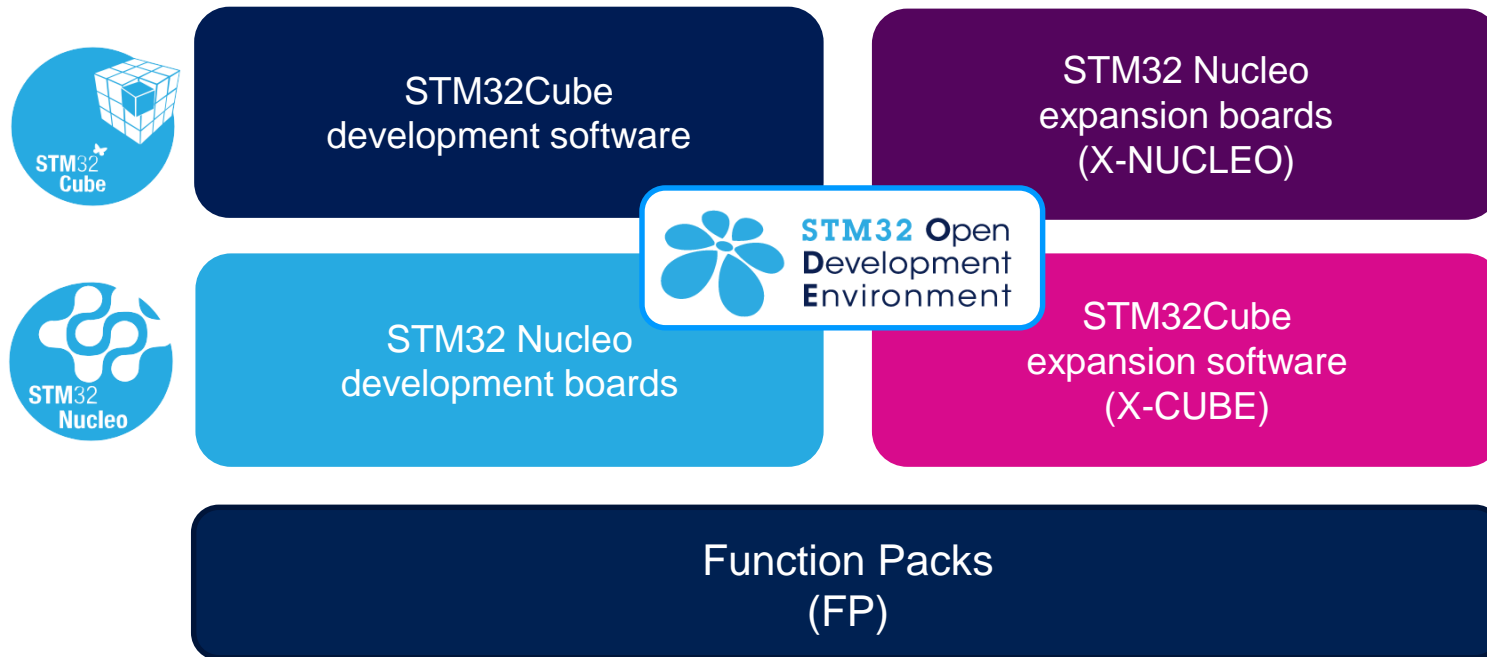 STM32
Cube
STM32Cube
development software
STM32 Nucleo
expansion boards
(X-NUCLEO)
STM32 Open
Development
Environment
STM32
Nucleo
STM32 Nucleo
development boards
STM32Cube
expansion software
(X-CUBE)
Function Packs
(FP)